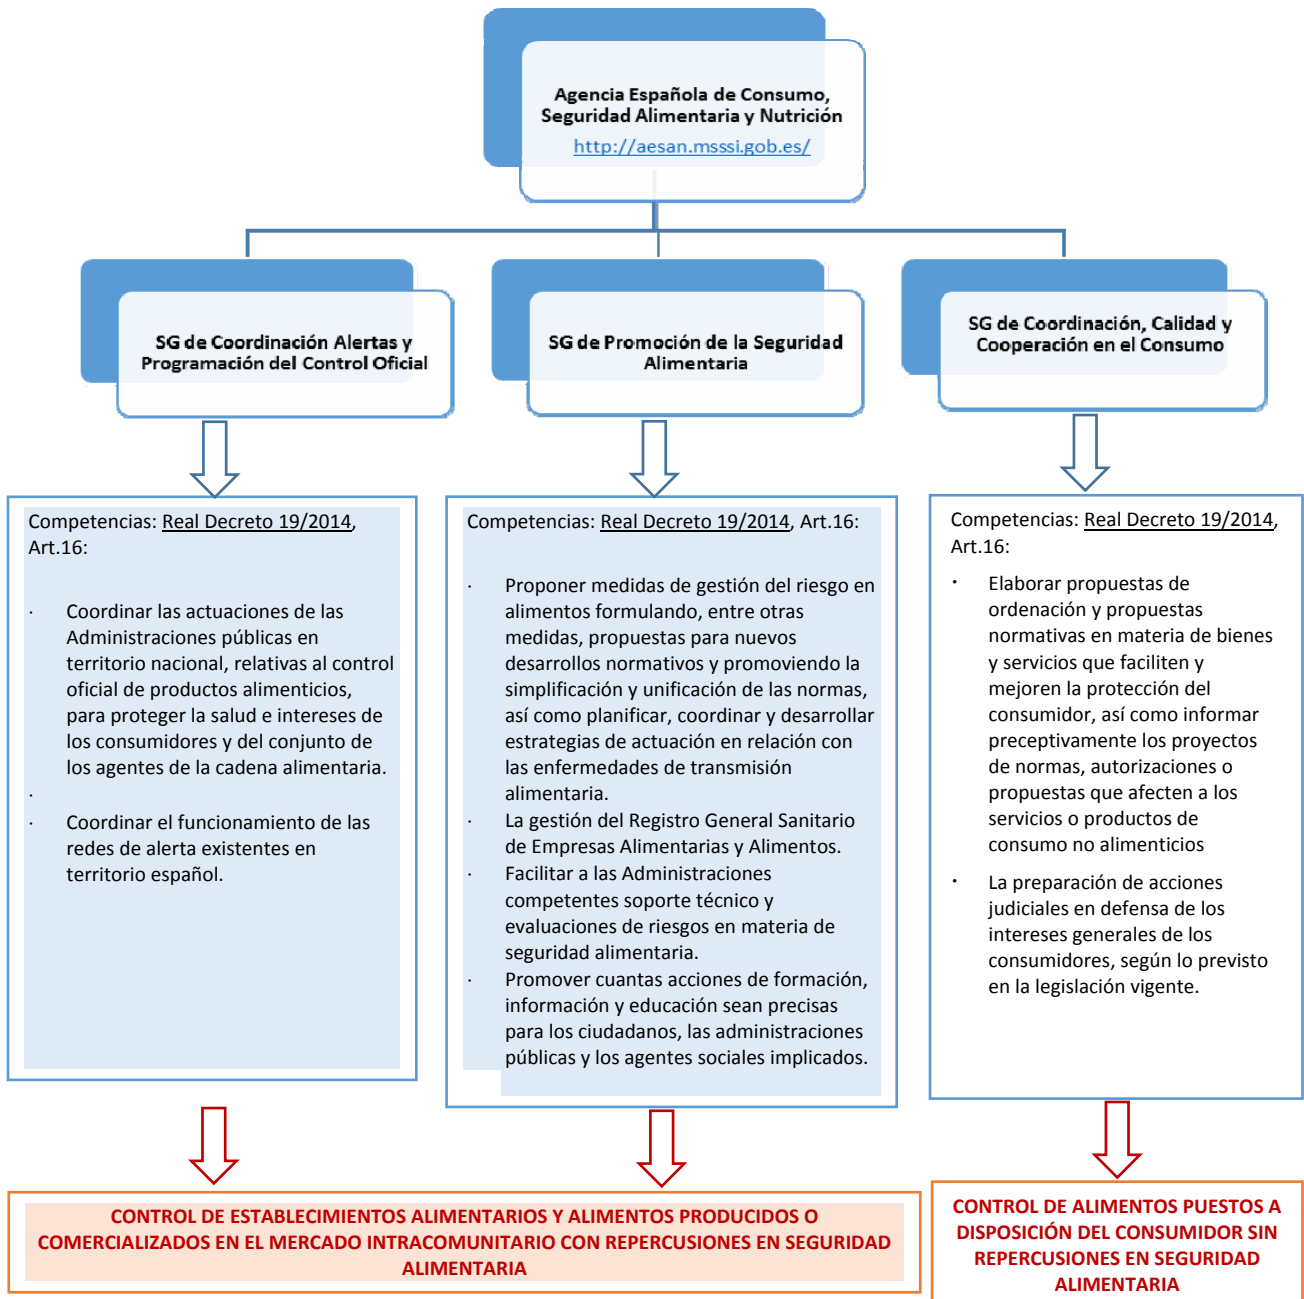 Agencia Española de Consumo,
Seguridad Alimentaria y Nutrición
http://aesan.msssi.gob.es/
SG de Coordinación Alertas y
Programación del Control Oficial
SG de Promoción de la Seguridad
Alimentaria
SG de Coordinación, Calidad y
Cooperación en el Consumo
Competencias: Real Decreto 19/2014,
Art.16:
· Coordinar las actuaciones de las
Administraciones públicas en
territorio nacional, relativas al control
oficial de productos alimenticios,
para proteger la salud e intereses de
los consumidores y del conjunto de
los agentes de la cadena alimentaria.
·
· Coordinar el funcionamiento de las
redes de alerta existentes en
territorio español.
Competencias: Real Decreto 19/2014, Art.16:
· Proponer medidas de gestión del riesgo en
alimentos formulando, entre otras
medidas, propuestas para nuevos
desarrollos normativos y promoviendo la
simplificación y unificación de las normas,
así como planificar, coordinar y desarrollar
estrategias de actuación en relación con
las enfermedades de transmisión
alimentaria.
· La gestión del Registro General Sanitario
de Empresas Alimentarias y Alimentos.
· Facilitar a las Administraciones
competentes soporte técnico y
evaluaciones de riesgos en materia de
seguridad alimentaria.
· Promover cuantas acciones de formación,
información y educación sean precisas
para los ciudadanos, las administraciones
públicas y los agentes sociales implicados.
Competencias: Real Decreto 19/2014,
Art.16:
· Elaborar propuestas de
ordenación y propuestas
normativas en materia de bienes
y servicios que faciliten y
mejoren la protección del
consumidor, así como informar
preceptivamente los proyectos
de normas, autorizaciones o
propuestas que afecten a los
servicios o productos de
consumo no alimenticios
· La preparación de acciones
judiciales en defensa de los
intereses generales de los
consumidores, según lo previsto
en la legislación vigente.
CONTROL DE ESTABLECIMIENTOS ALIMENTARIOS Y ALIMENTOS PRODUCIDOS O
COMERCIALIZADOS EN EL MERCADO INTRACOMUNITARIO CON REPERCUSIONES EN SEGURIDAD
ALIMENTARIA
CONTROL DE ALIMENTOS PUESTOS A
DISPOSICIÓN DEL CONSUMIDOR SIN
REPERCUSIONES EN SEGURIDAD
ALIMENTARIA